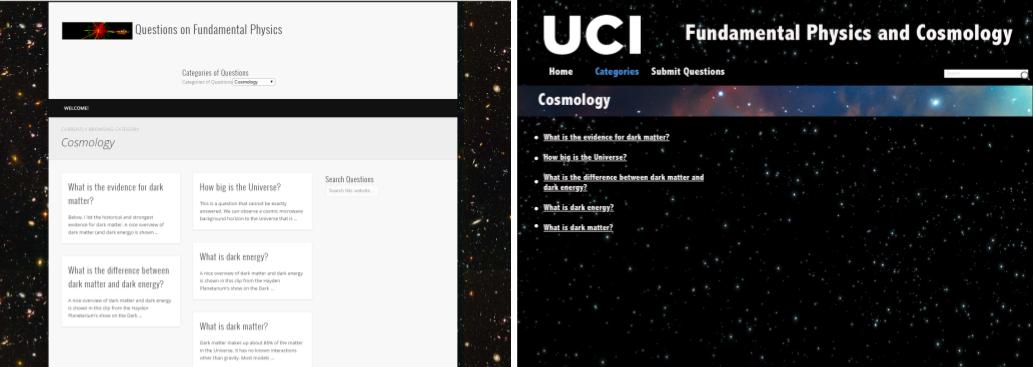 Questions on Fundamental Physics
Categories of Questions
Categories of Questions Cosmology
WELCOME!
CURRENTLY BROWSING CATEGORY
Cosmology
What is the evidence for dark
matter?
Below, I list the historical and strongest
evidence for dark matter. A nice overview of
dark matter (and dark energy) is shown ...
What is the difference between
dark matter and dark energy?
A nice overview of dark matter and dark energy
is shown in this clip from the Hayden
Planetarium's show on the Dark ...
How big is the Universe?
This is a question that cannot be exactly
answered. We can observe a cosmic microwave
background horizon to the Universe that is ...
What is dark energy?
A nice overview of dark matter and dark energy
is shown in this clip from the Hayden
Planetarium's show on the Dark ...
What is dark matter?
Dark matter makes up about 85% of the matter
in the Universe. It has no known interactions
other than gravity. Most models ...
Search Questions
Search this website...
UCI
Fundamental Physics and Cosmology
Home Categories Submit Questions
Cosmology
What is the evidence for dark matter?
How big is the Universe?
What is the difference between dark matter and
dark energy?
What is dark energy?
What is dark matter?